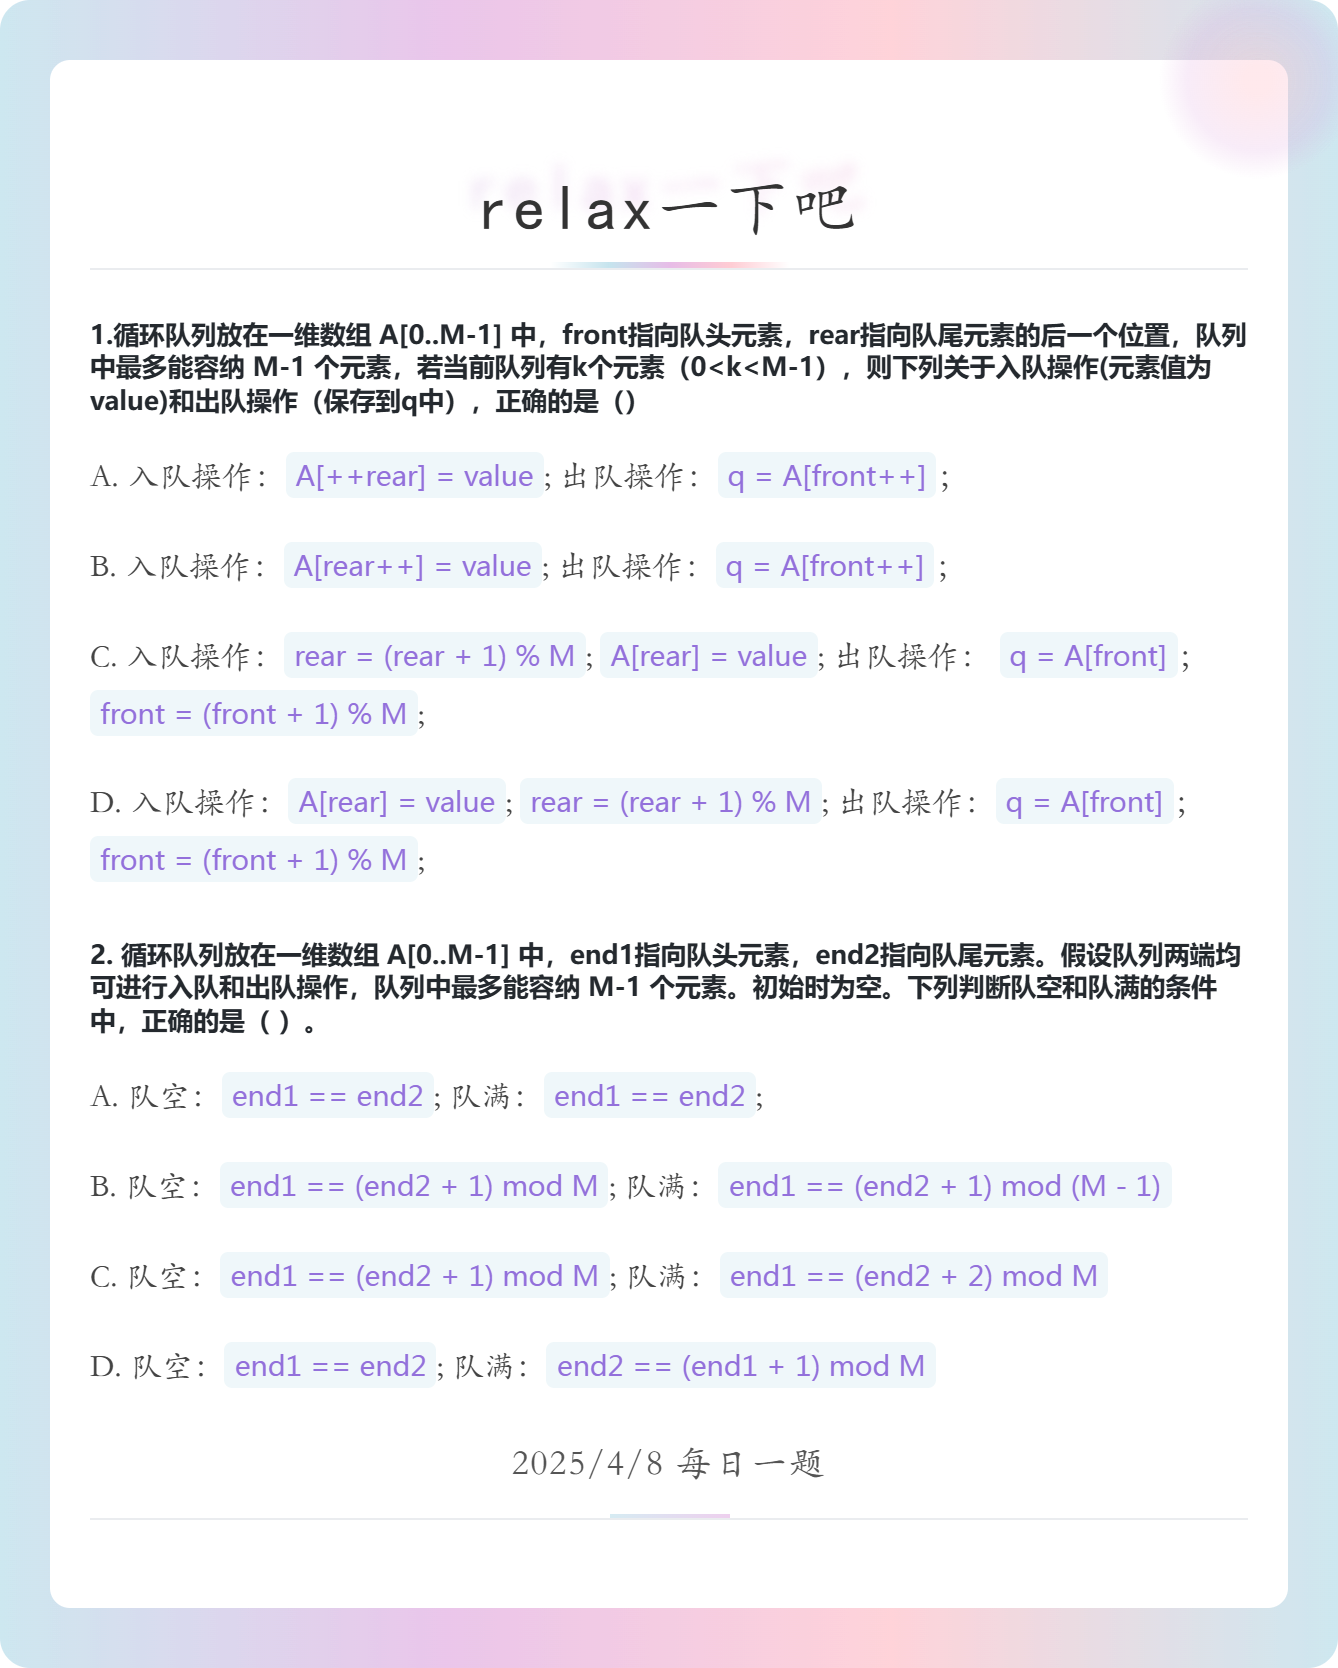 relax一下吧
1.循环队列放在一维数组 A[0..M-1] 中，front指向队头元素，rear指向队尾元素的后一个位置，队列
中最多能容纳 M-1 个元素，若当前队列有k个元素（0<k<M-1），则下列关于入队操作(元素值为
value)和出队操作（保存到q中），正确的是（）
A. 入队操作： A[++rear] = value; 出队操作： q = A[front++] ;
B. 入队操作： A[rear++] = value; 出队操作： q = A[front++] ;
C. 入队操作： rear = (rear + 1) % M; A[rear] = value; 出队操作： q = A[front] ;
front = (front + 1) % M;
D. 入队操作： A[rear] = value; rear = (rear + 1) % M; 出队操作： q = A[front] ;
front = (front + 1) % M;
2. 循环队列放在一维数组 A[0..M-1] 中，end1指向队头元素，end2指向队尾元素。假设队列两端均
可进行入队和出队操作，队列中最多能容纳 M-1 个元素。初始时为空。下列判断队空和队满的条件
中，正确的是（ ）。
A. 队空： end1 == end2; 队满： end1 == end2;
B. 队空： end1 == (end2 + 1) mod M; 队满： end1 == (end2 + 1) mod (M - 1)
C. 队空： end1 == (end2 + 1) mod M; 队满： end1 == (end2 + 2) mod M
D. 队空： end1 == end2; 队满： end2 == (end1 + 1) mod M
2025/4/8 每日一题